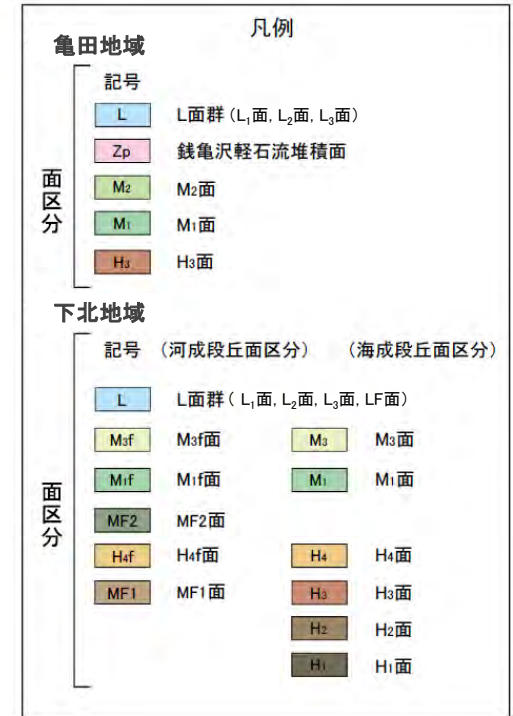 凡例
亀田地域
記号
L L面群(L₁面, L₂面, L₃面)
Zp 銭亀沢軽石流堆積面
M₂ M₂面
M₁ M₁面
H₃ H₃面
面区分
下北地域
記号 (河成段丘面区分) (海成段丘面区分)
L L面群( L₁面, L₂面, L₃面, LF面)
M₃f M₃f面 M₃ M₃面
M₁f M₁f面 M₁ M₁面
MF2 MF2面
H₄f H₄f面 H₄ H₄面
MF1 MF1面 H₃ H₃面
H₂ H₂面
H₁ H₁面
面区分